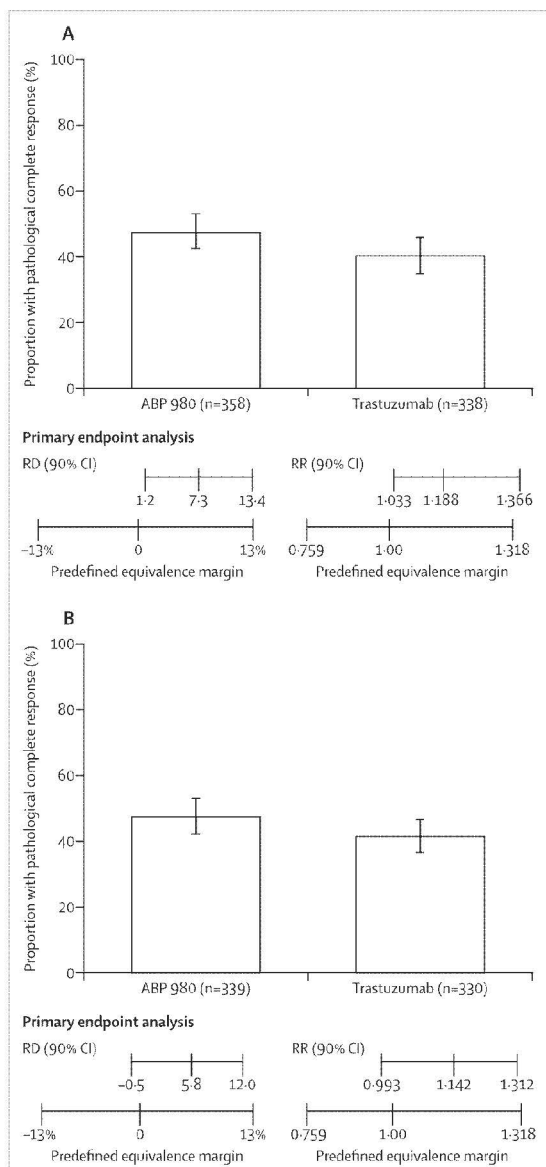 A
Proportion with pathological complete response (%)
100
80
60
40
20
0
ABP 980 (n=358) Trastuzumab (n=338)
Primary endpoint analysis
RD (90% CI) RR (90% CI)
1·2 7·3 13·4 1·033 1·188 1·366
−13% 0 13% 0·759 1·00 1·318
Predefined equivalence margin Predefined equivalence margin
B
Proportion with pathological complete response (%)
100
80
60
40
20
0
ABP 980 (n=339) Trastuzumab (n=330)
Primary endpoint analysis
RD (90% CI) RR (90% CI)
−0·5 5·8 12·0 0·993 1·142 1·312
−13% 0 13% 0·759 1·00 1·318
Predefined equivalence margin Predefined equivalence margin